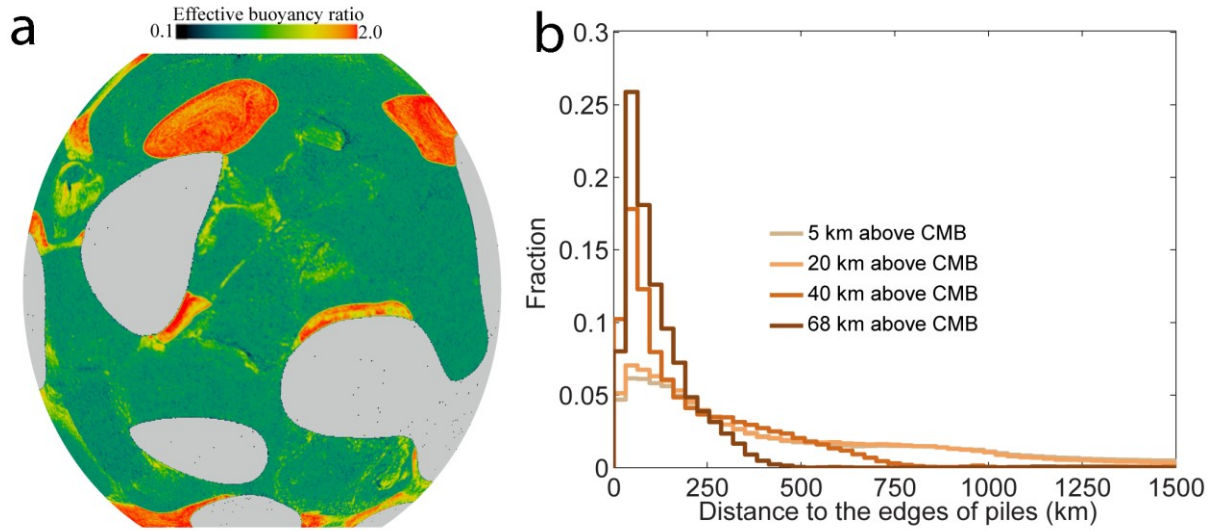 a
Effective buoyancy ratio
0.1
2.0
b
0.3
0.25
0.2
0.15
0.1
0.05
0
Fraction
5 km above CMB
20 km above CMB
40 km above CMB
68 km above CMB
0 250 500 750 1000 1250 1500
Distance to the edges of piles (km)